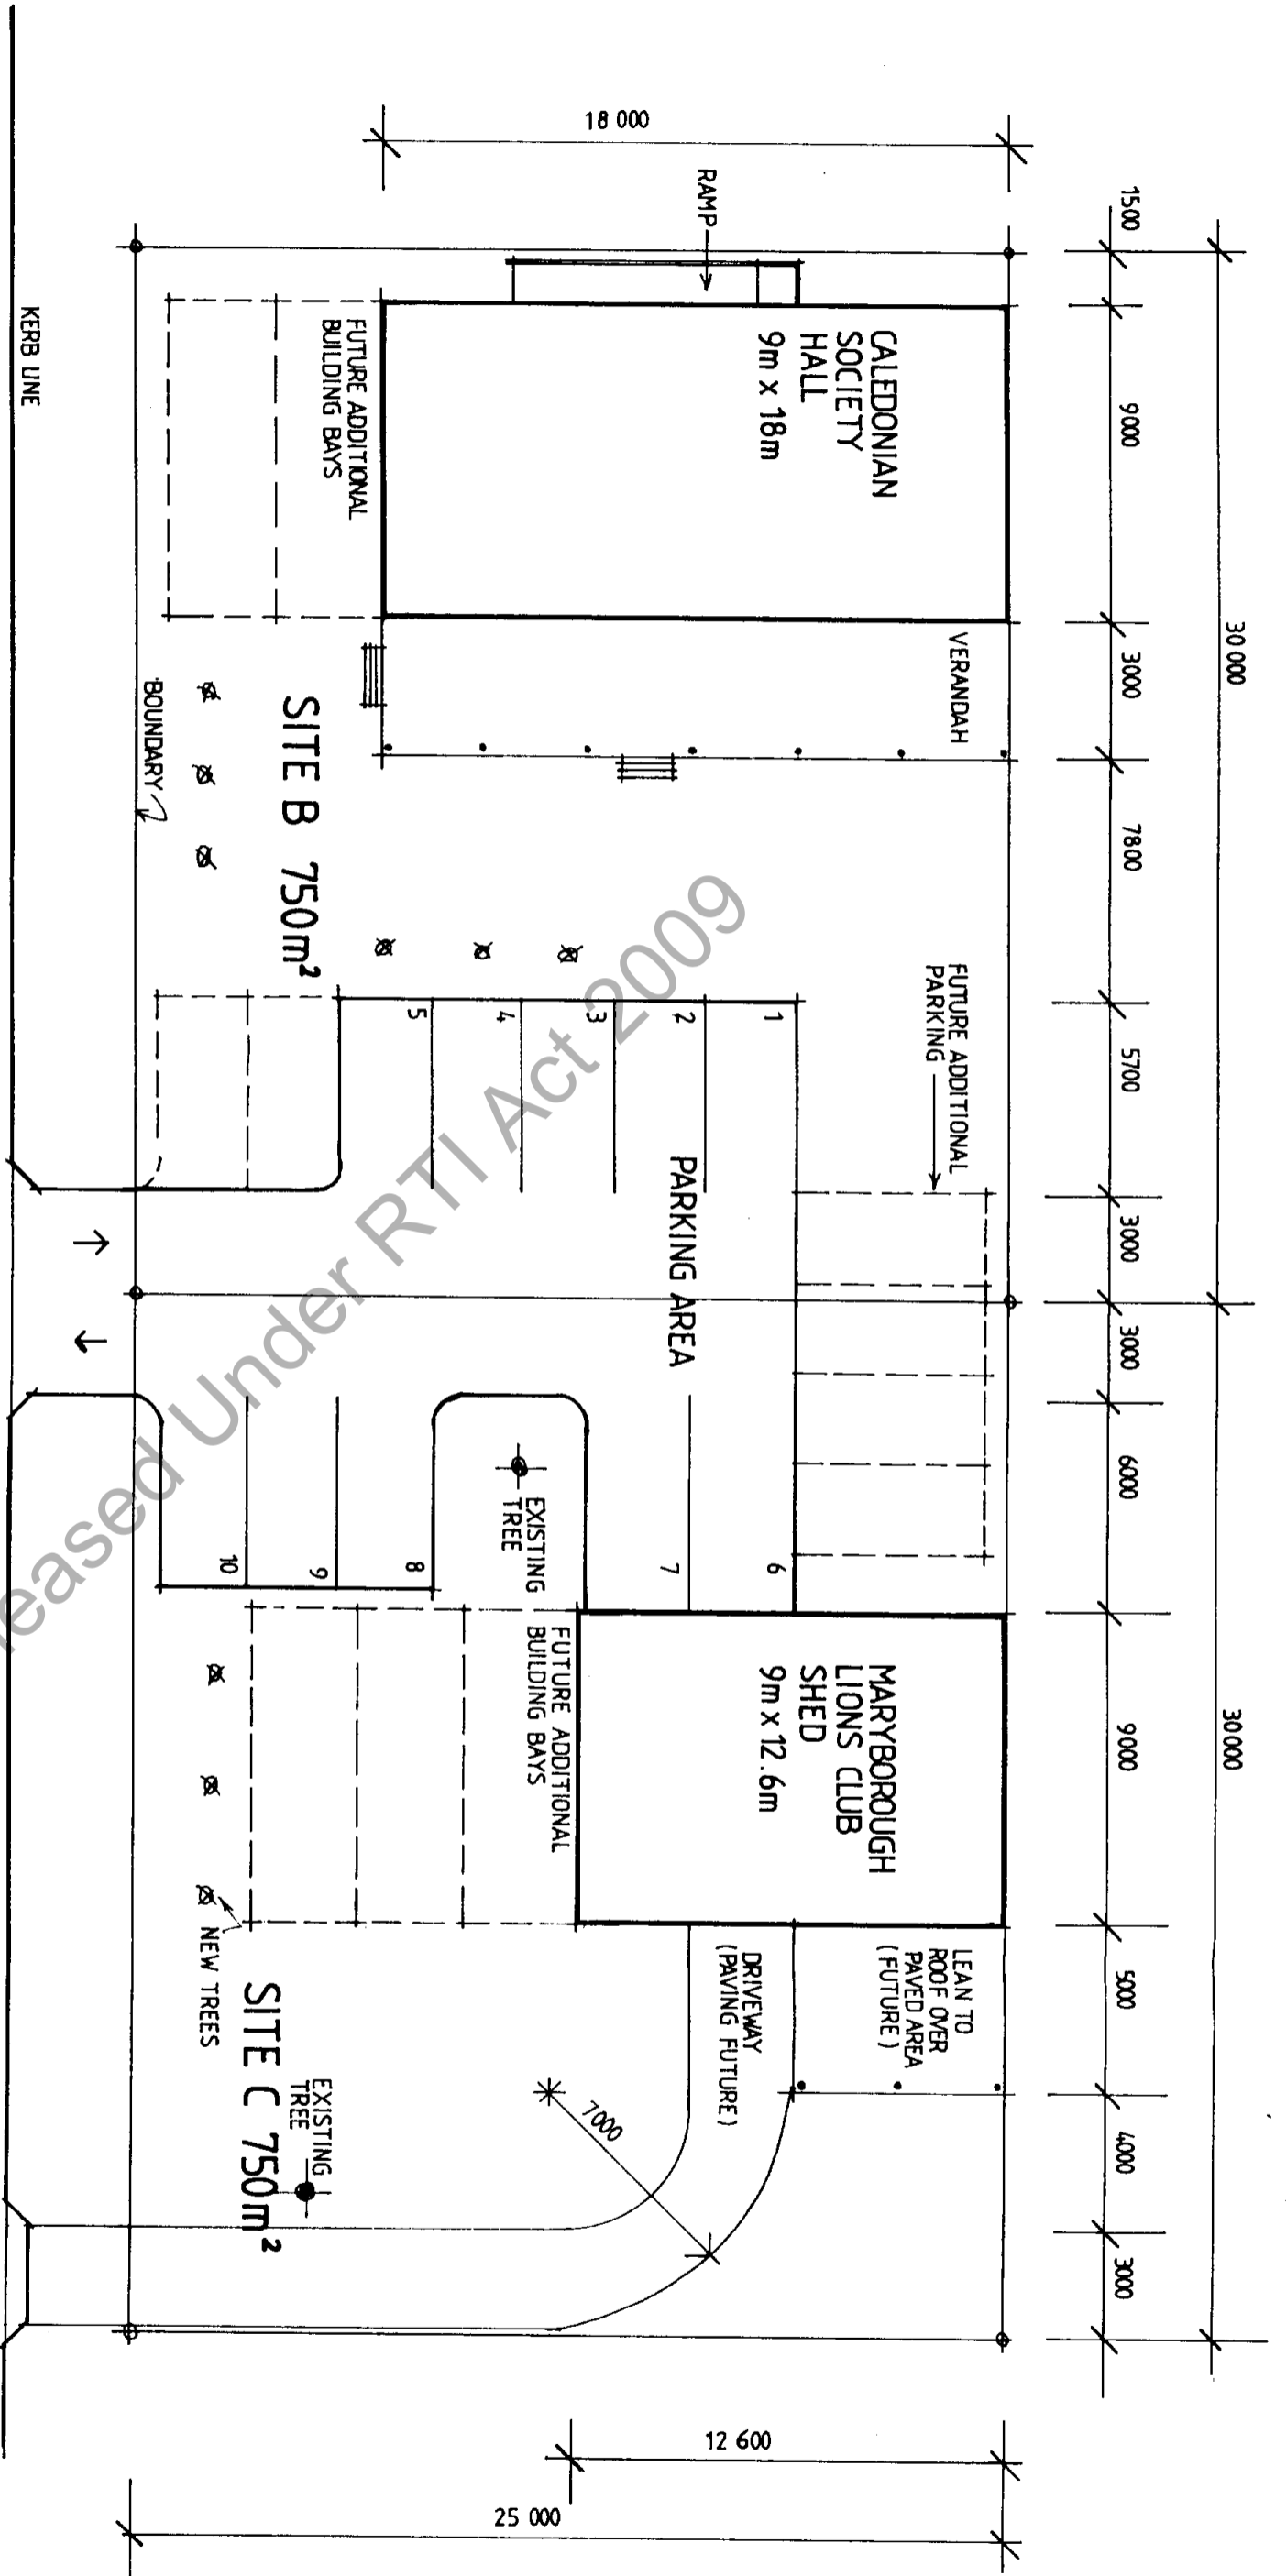 30 000
30 000
1500
9000
3000
7800
5700
3000
3000
6000
9000
5000
4000
3000
18 000
12 600
25 000
RAMP
CALEDONIAN
SOCIETY
HALL
9m x 18m
VERANDAH
FUTURE ADDITIONAL
BUILDING BAYS
FUTURE ADDITIONAL
PARKING
PARKING AREA
1
2
3
4
5
6
7
8
9
10
MARYBOROUGH
LIONS CLUB
SHED
9m x 12.6m
LEAN TO
ROOF OVER
PAVED AREA
(FUTURE)
DRIVEWAY
(PAVING FUTURE)
7000
EXISTING
TREE
FUTURE ADDITIONAL
BUILDING BAYS
SITE B 750m²
BOUNDARY
NEW TREES
SITE C 750m²
EXISTING
TREE
KERB LINE
eased Under RTI Act 2009